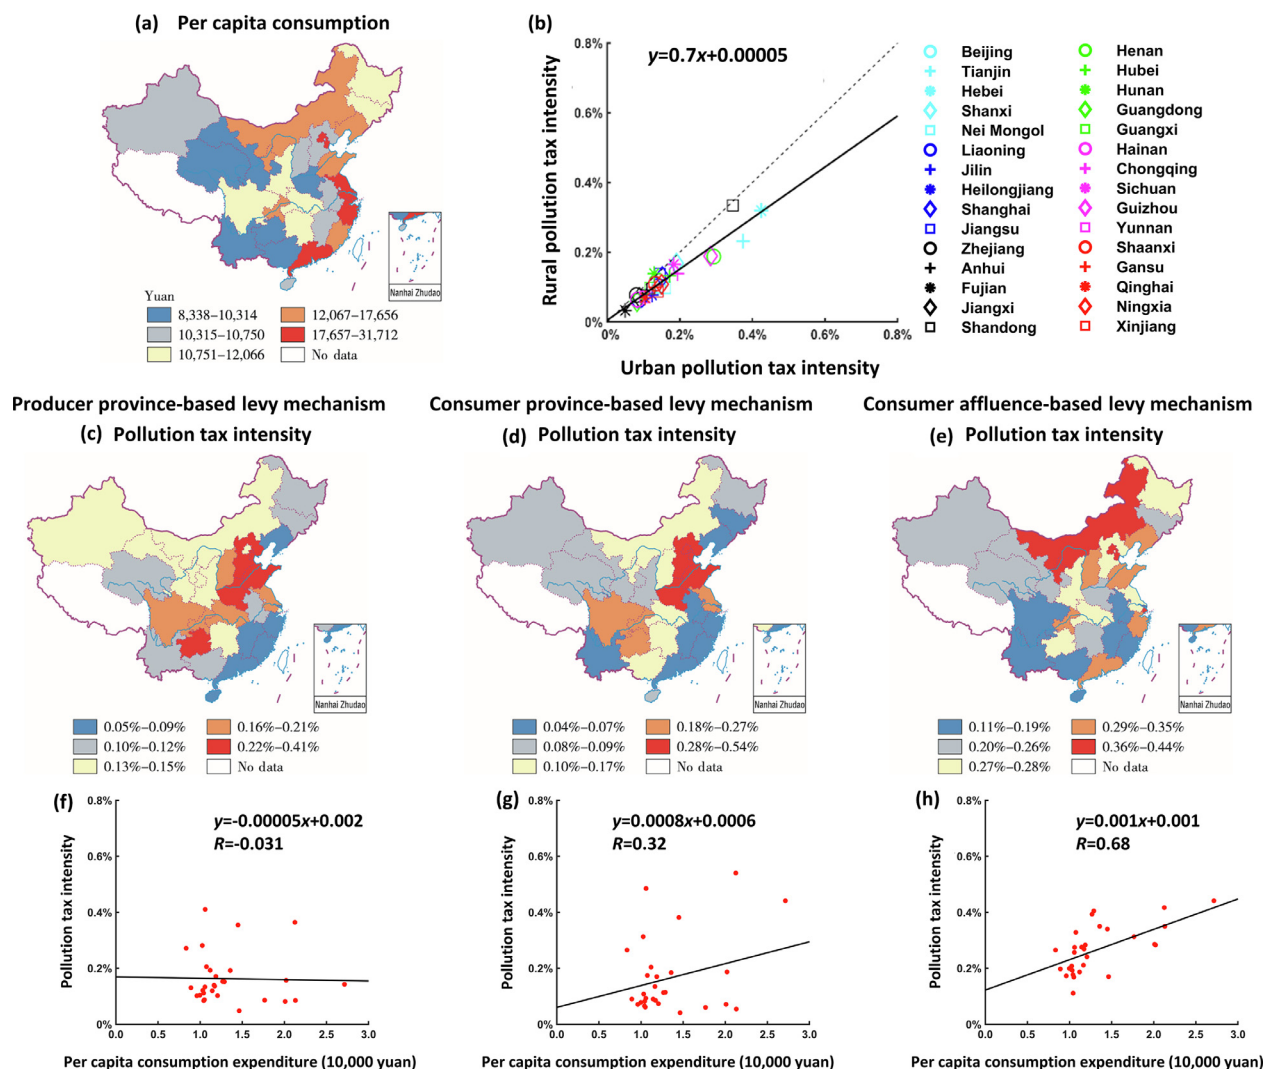 (a) Per capita consumption
Nanhai Zhudao
Yuan
8,338–10,314
12,067–17,656
10,315–10,750
17,657–31,712
10,751–12,066
No data
(b)
y=0.7x+0.00005
Rural pollution tax intensity
0.8%
0.6%
0.4%
0.2%
0%
0% 0.2% 0.4% 0.6% 0.8%
Urban pollution tax intensity
Beijing
Tianjin
Hebei
Shanxi
Nei Mongol
Liaoning
Jilin
Heilongjiang
Shanghai
Jiangsu
Zhejiang
Anhui
Fujian
Jiangxi
Shandong
Henan
Hubei
Hunan
Guangdong
Guangxi
Hainan
Chongqing
Sichuan
Guizhou
Yunnan
Shaanxi
Gansu
Qinghai
Ningxia
Xinjiang
Producer province-based levy mechanism
(c) Pollution tax intensity
Nanhai Zhudao
0.05%–0.09%
0.16%–0.21%
0.10%–0.12%
0.22%–0.41%
0.13%–0.15%
No data
Consumer province-based levy mechanism
(d) Pollution tax intensity
Nanhai Zhudao
0.04%–0.07%
0.18%–0.27%
0.08%–0.09%
0.28%–0.54%
0.10%–0.17%
No data
Consumer affluence-based levy mechanism
(e) Pollution tax intensity
Nanhai Zhudao
0.11%–0.19%
0.29%–0.35%
0.20%–0.26%
0.36%–0.44%
0.27%–0.28%
No data
(f)
y=-0.00005x+0.002
R=-0.031
Pollution tax intensity
0.8%
0.6%
0.4%
0.2%
0%
0.0 0.5 1.0 1.5 2.0 2.5 3.0
Per capita consumption expenditure (10,000 yuan)
(g)
y=0.0008x+0.0006
R=0.32
Pollution tax intensity
0.8%
0.6%
0.4%
0.2%
0%
0.0 0.5 1.0 1.5 2.0 2.5 3.0
Per capita consumption expenditure (10,000 yuan)
(h)
y=0.001x+0.001
R=0.68
Pollution tax intensity
0.8%
0.6%
0.4%
0.2%
0%
0.0 0.5 1.0 1.5 2.0 2.5 3.0
Per capita consumption expenditure (10,000 yuan)